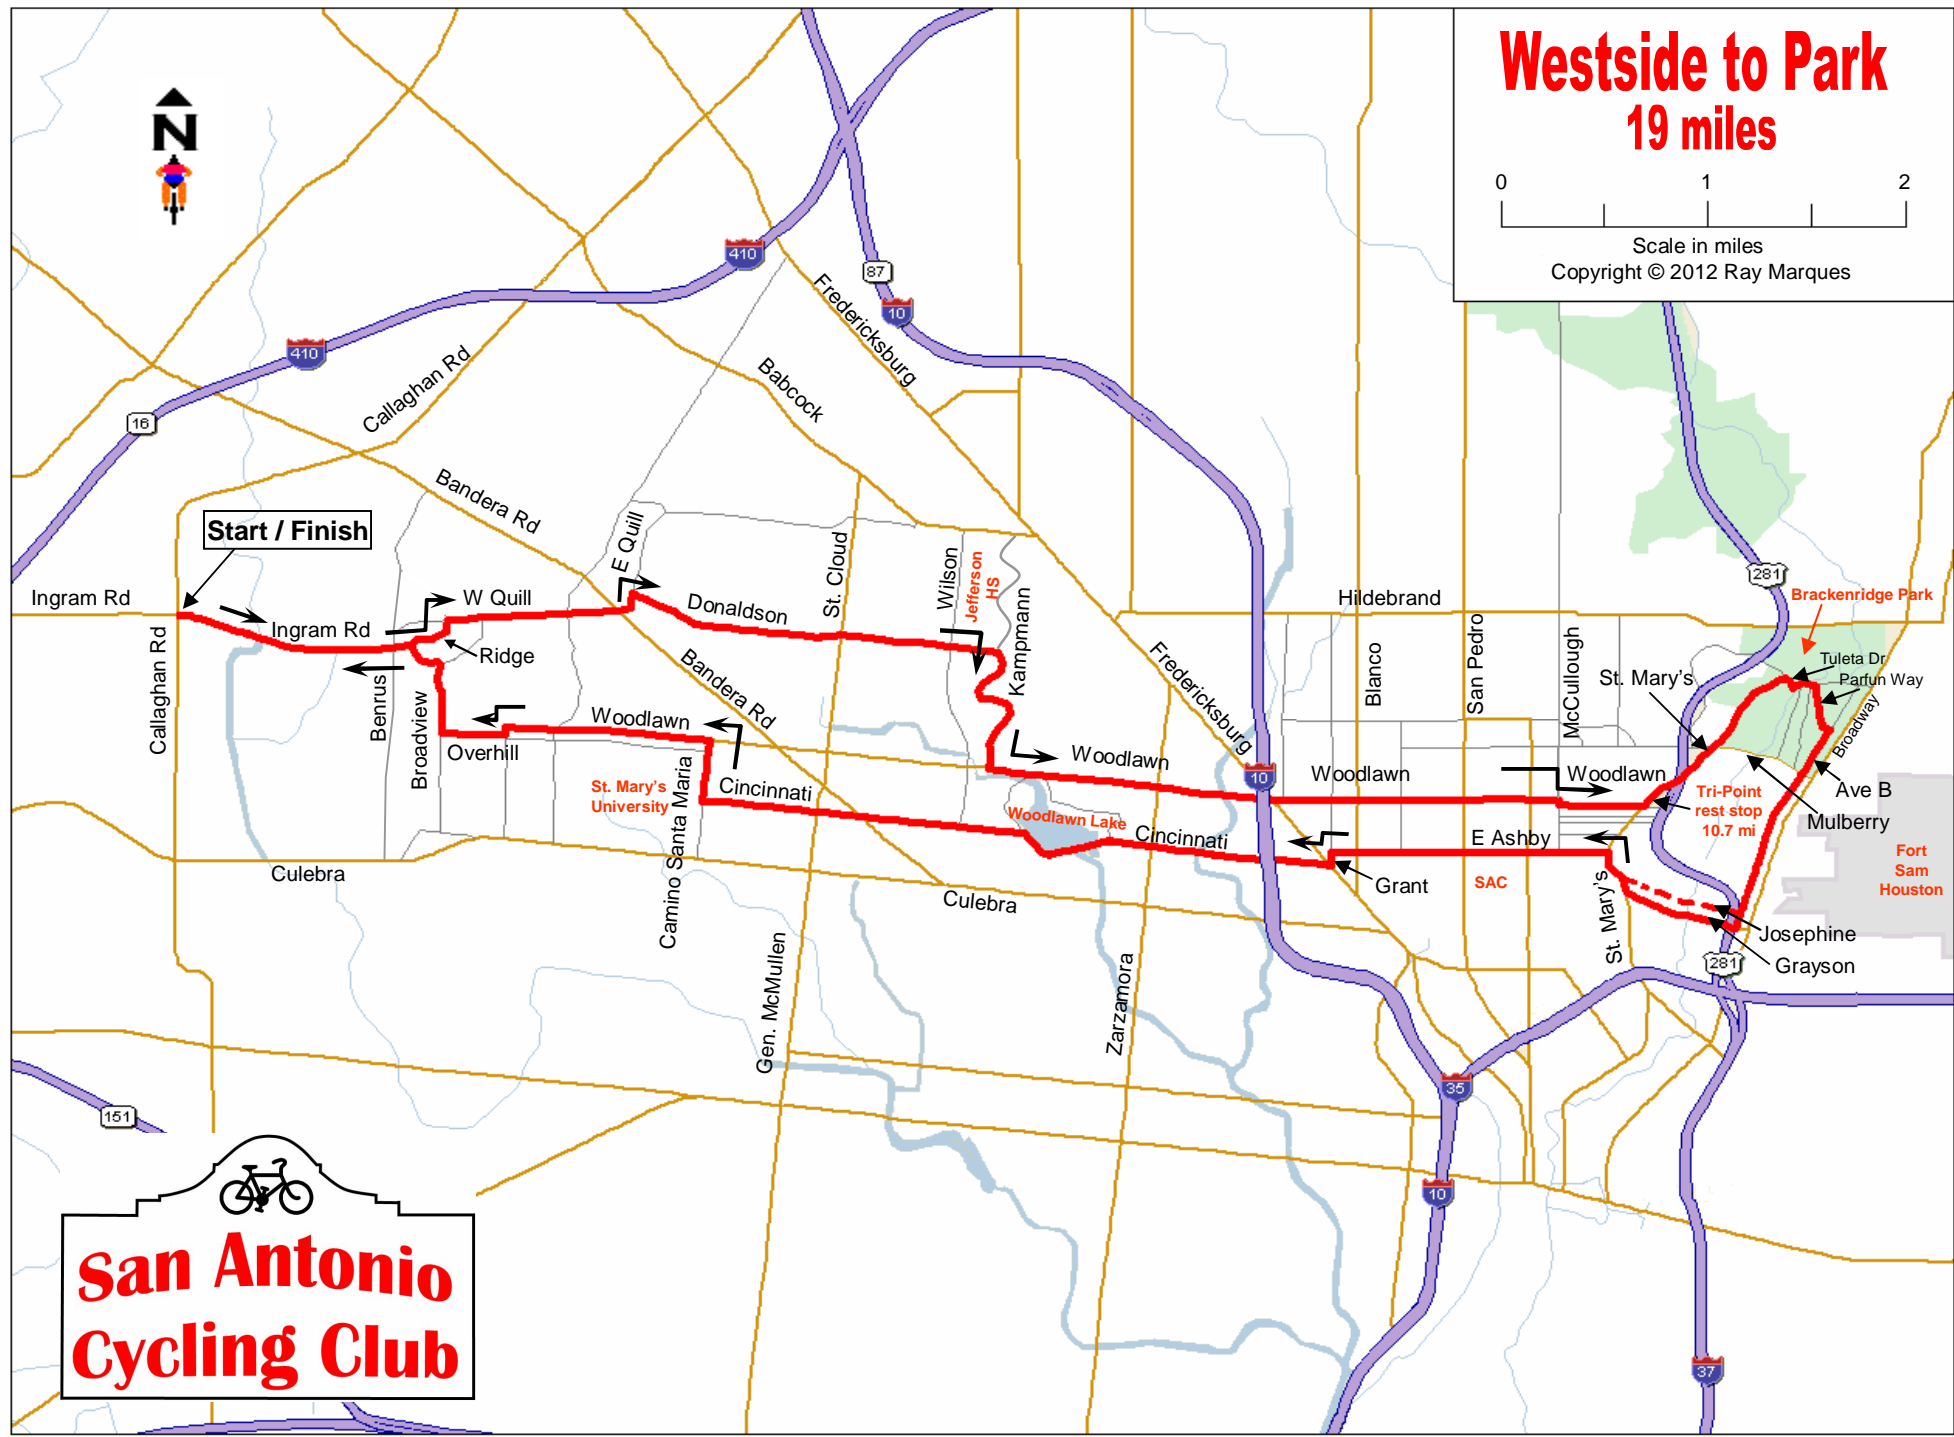 Westside to Park
19 miles
0 1 2
Scale in miles
Copyright © 2012 Ray Marques
N
410
87
10
Fredericksburg
410
Callaghan Rd
16
Babcock
Bandera Rd
Start / Finish
E Quill
St. Cloud
Wilson
Jefferson
HS
Kampmann
281
Ingram Rd
W Quill
Donaldson
Hildebrand
Brackenridge Park
Callaghan Rd
Ingram Rd
Ridge
Benrus
Broadview
Bandera Rd
Fredericksburg
Blanco
San Pedro
McCullough
St. Mary's
Tuleta Dr
Parfun Way
Broadway
Woodlawn
Overhill
Woodlawn
10
Woodlawn
Woodlawn
Ave B
Mulberry
St. Mary's
University
Camino Santa Maria
Cincinnati
Woodlawn Lake
Cincinnati
Tri-Point
rest stop
10.7 mi
E Ashby
Grant
SAC
Fort
Sam
Houston
Culebra
Culebra
St. Mary's
Josephine
Grayson
281
Gen. McMullen
Zarzamora
35
151
10
37
San Antonio
Cycling Club